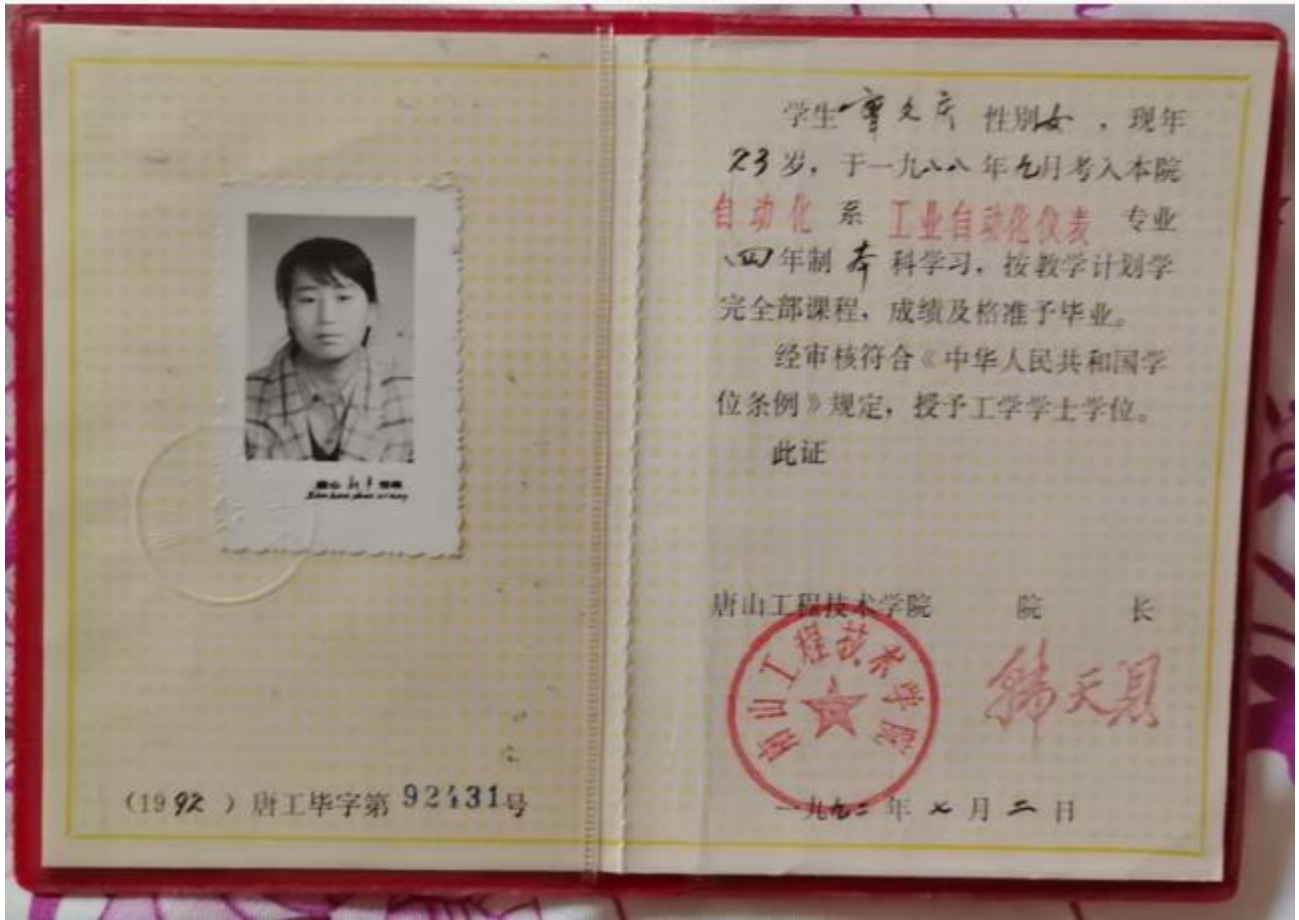 （1992）唐工毕字第 92431号
学生 性别女，现年
23岁，于一九八八年九月考入本院
自动化 系 工业自动化仪表 专业
四年制 本 科学习，按教学计划学
完全部课程，成绩及格准予毕业。
经审核符合《中华人民共和国学
位条例》规定，授予工学学士学位。
此证
唐山工程技术学院 院 长
唐山工程技术学院
一九九二年七月二日